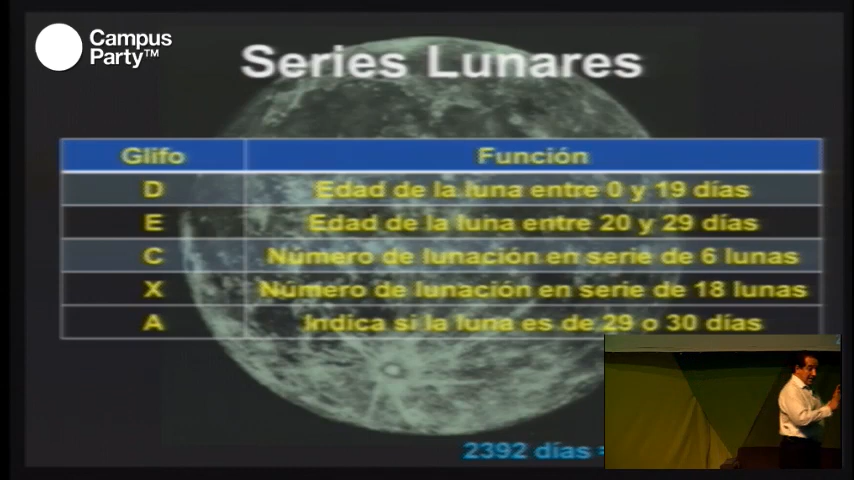 Campus
Party™
Series Lunares
Glifo Función
D Edad de la luna entre 0 y 19 días
E Edad de la luna entre 20 y 29 días
C Número de lunación en serie de 6 lunas
X Número de lunación en serie de 18 lunas
A Indica si la luna es de 29 o 30 días
2392 días =